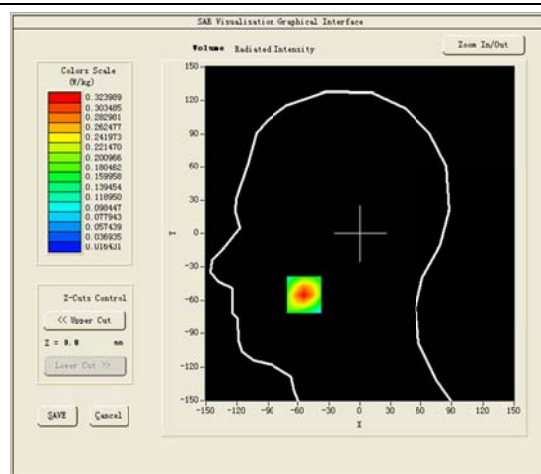 SAR Visualisation Graphical Interface
Volume Radiated Intensity
Zoom In/Out
Colors Scale
(W/kg)
0.323989
0.303485
0.282981
0.262477
0.241973
0.221470
0.200966
0.180462
0.159958
0.139454
0.118950
0.098447
0.077943
0.057439
0.036935
0.016431
Z-Cuts Control
<< Upper Cut
Z = 0.0 mm
Lower Cut >>
SAVE
Cancel
150
120
90
60
30
0
-30
-60
-90
-120
-150
Y
-150 -120 -90 -60 -30 0 30 60 90 120 150
X